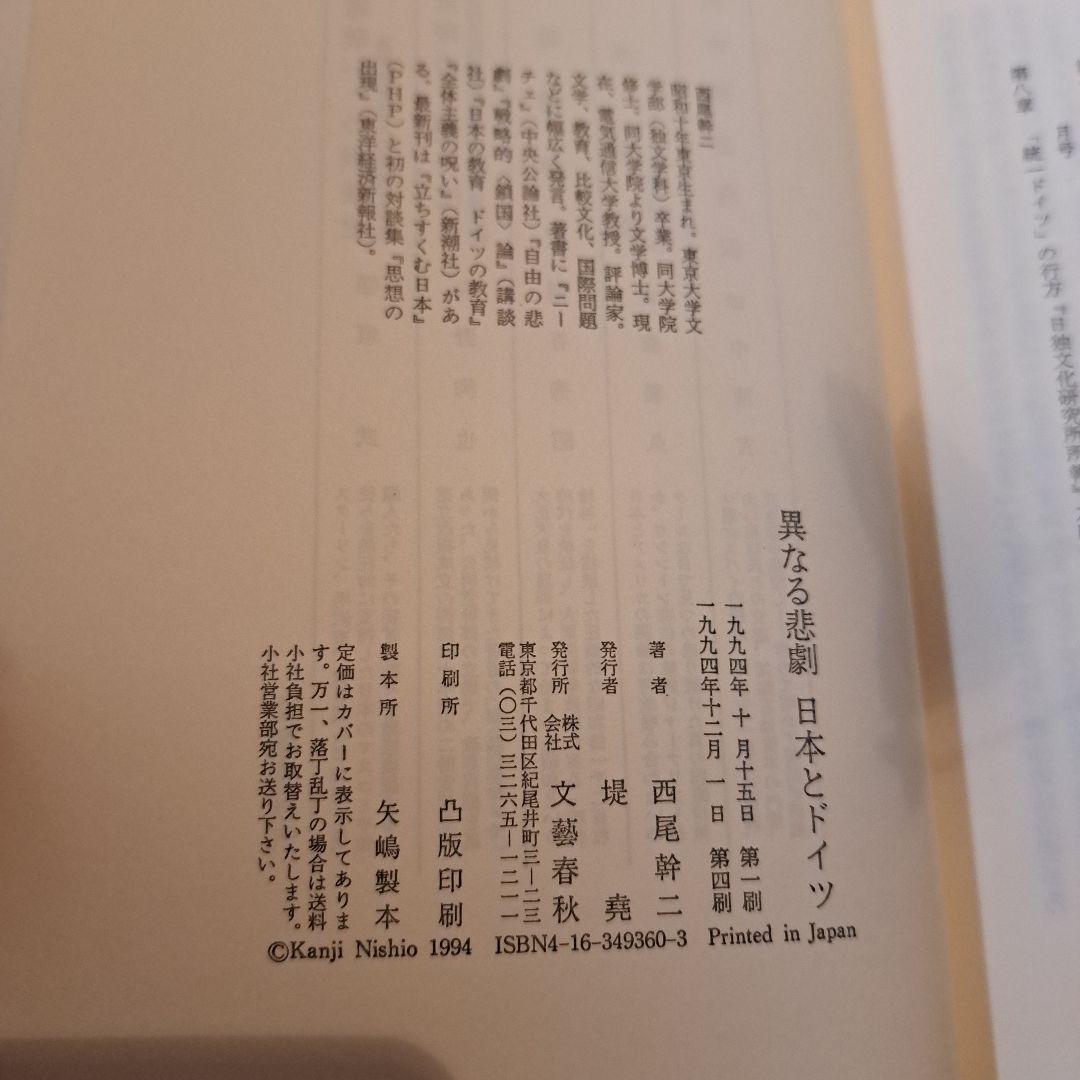 第八章 「統一ドイツ」の行方『日独文化研究所所報』
月号
西尾幹二
昭和十年東京生まれ。東京大学文
学部(独文学科)卒業。同大学院
修士、同大学院より文学博士。現
在、電気通信大学教授。評論家。
文学、教育、比較文化、国際問題
などに幅広く発言。著書に『ニー
チェ』(中央公論社)『自由の悲
劇』『戦略的〈鎖国〉論』(講談
社)『日本の教育 ドイツの教育』
『全体主義の呪い』(新潮社)があ
る。最新刊は『立ちすくむ日本』
(PHP)と初の対談集『思想の
出現』(東洋経済新報社)。
異なる悲劇 日本とドイツ
一九九四年 十 月十五日 第一刷
一九九四年十二月 一 日 第四刷
著 者 西尾幹二
発行者 堤 堯
発行所 株式会社 文藝春秋
東京都千代田区紀尾井町三―二三
電話(〇三)三二六五―一二一一
印刷所 凸版印刷
製本所 矢嶋製本
定価はカバーに表示してありま
す。万一、落丁乱丁の場合は送料
小社負担でお取替えいたします。
小社営業部宛お送り下さい。
©Kanji Nishio 1994 ISBN4-16-349360-3 Printed in Japan